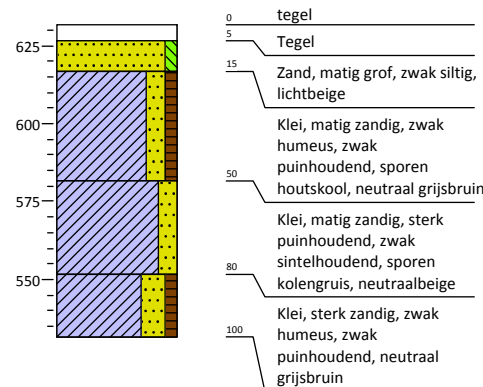 625
600
575
550
0
tegel
5
Tegel
15
Zand, matig grof, zwak siltig,
lichtbeige
Klei, matig zandig, zwak
humeus, zwak
puinhoudend, sporen
houtskool, neutraal grijsbruin
50
Klei, matig zandig, sterk
puinhoudend, zwak
sintelhoudend, sporen
kolengruis, neutraalbeige
80
Klei, sterk zandig, zwak
humeus, zwak
puinhoudend, neutraal
grijsbruin
100